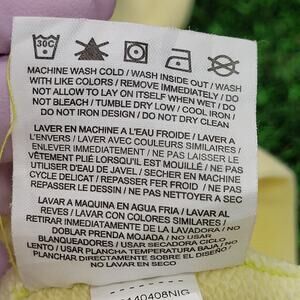 30C
MACHINE WASH COLD / WASH INSIDE OUT / WASH
WITH LIKE COLORS / REMOVE IMMEDIATELY / DO
NOT ALLOW TO LAY ON ITSELF WHEN WET / DO
NOT BLEACH / TUMBLE DRY LOW / COOL IRON /
DO NOT IRON DESIGN / DO NOT DRY CLEAN
LAVER EN MACHINE A L'EAU FROIDE / LAVER À
L'ENVERS / LAVER AVEC COULEURS SIMILAIRES /
ENLEVER IMMÉDIATEMENT / NE PAS LAISSER LE
VÊTEMENT PLIÉ LORSQU'IL EST MOUILLÉ / NE PAS
UTILISER D'EAU DE JAVEL / SECHER EN MACHINE
CYCLE DELICAT / REPASSER FER FROID / NE PAS
REPASSER LE DESSIN / NE PAS NETTOYER A SEC
LAVAR A MAQUINA EN AGUA FRIA / LAVAR AL
REVES / LAVAR CON COLORES SIMILARES /
RETIRAR INMEDIATAMENTE DE LA LAVADORA / NO
DOBLAR PRENDA MOJADA / NO USAR
BLANQUEADORES / USAR SECADORA CICLO
LENTO / USAR PLANCHA TEMPERATURA BAJA / NO
PLANCHAR DIRECTAMENTE SOBRE EL DISEÑO / NO
LAVAR EN SECO